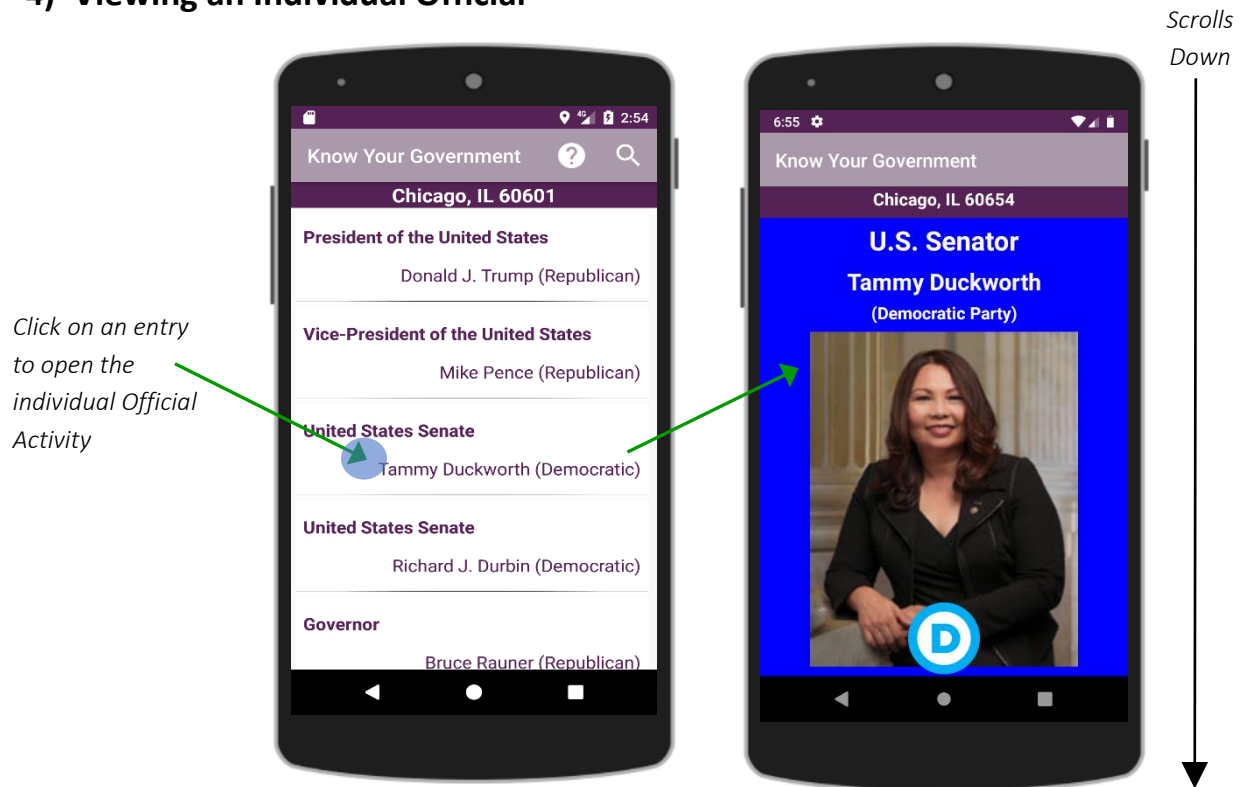 4) Viewing an Individual Official
Scrolls
Down
Click on an entry
to open the
individual Official
Activity
4G 2:54
Know Your Government ?
Chicago, IL 60601
President of the United States
Donald J. Trump (Republican)
Vice-President of the United States
Mike Pence (Republican)
United States Senate
Tammy Duckworth (Democratic)
United States Senate
Richard J. Durbin (Democratic)
Governor
Bruce Rauner (Republican)
6:55
Know Your Government
Chicago, IL 60654
U.S. Senator
Tammy Duckworth
(Democratic Party)
D